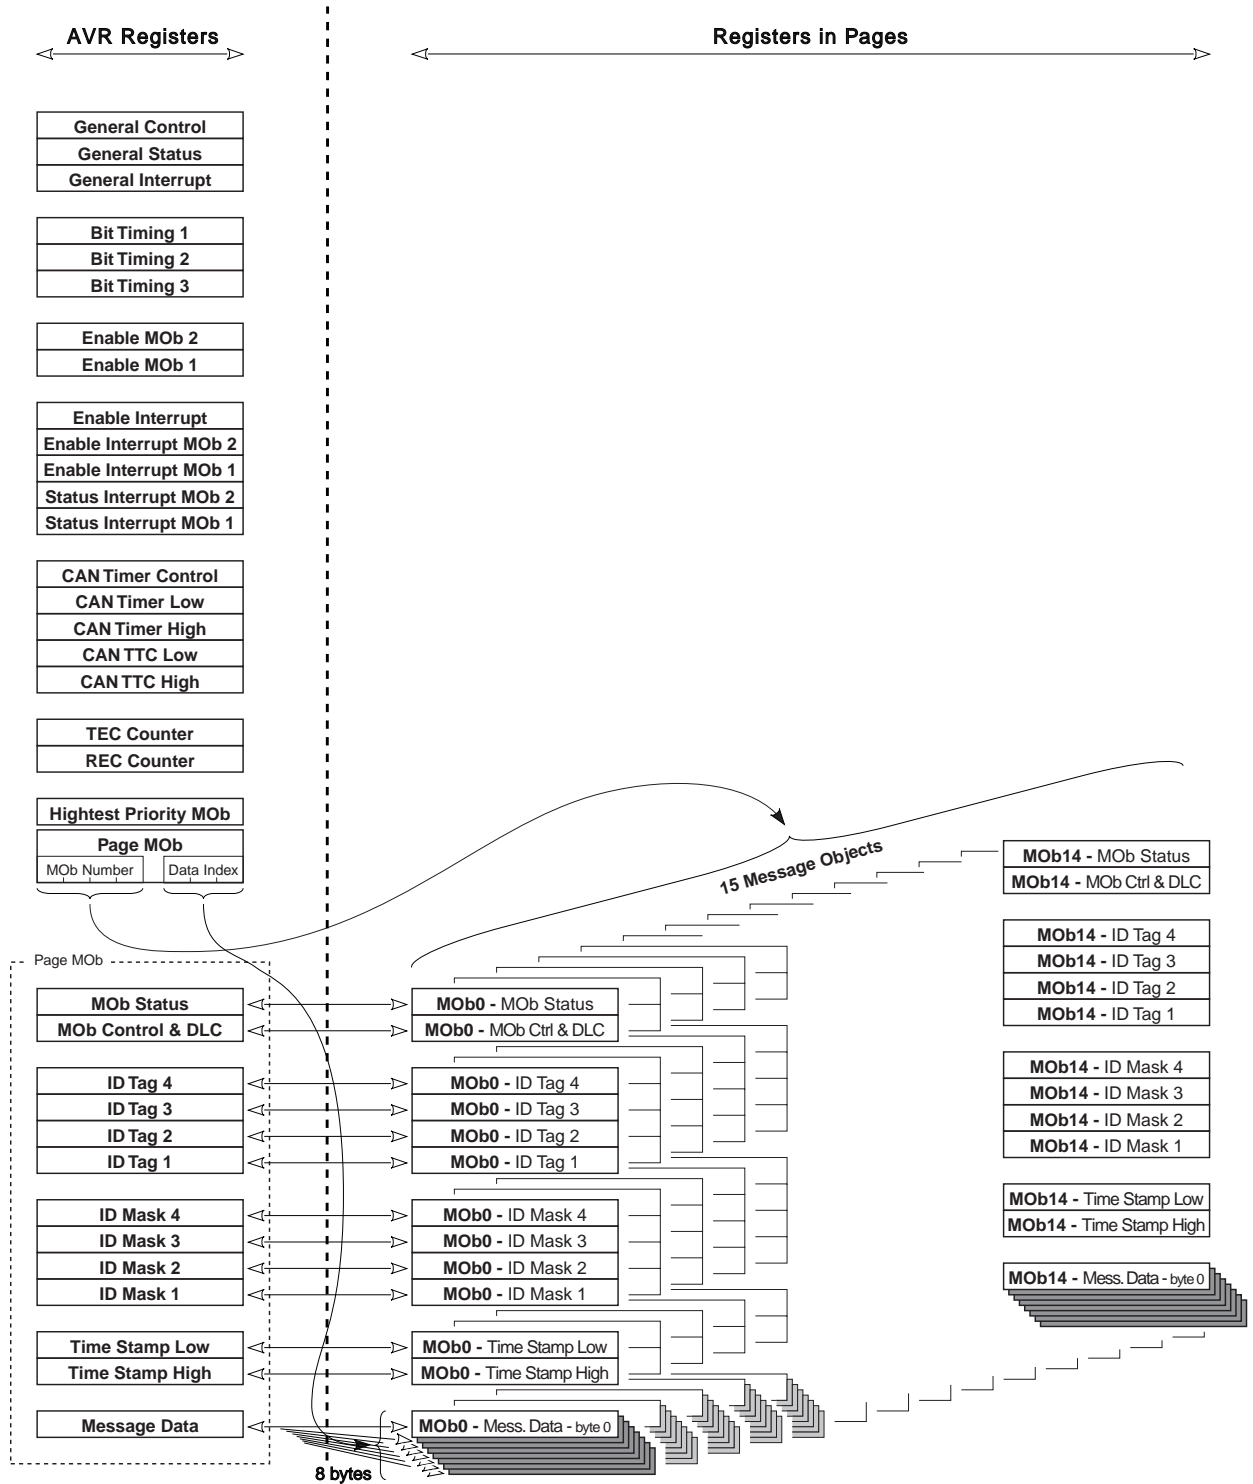 AVR Registers
Registers in Pages
General Control
General Status
General Interrupt
Bit Timing 1
Bit Timing 2
Bit Timing 3
Enable MOb 2
Enable MOb 1
Enable Interrupt
Enable Interrupt MOb 2
Enable Interrupt MOb 1
Status Interrupt MOb 2
Status Interrupt MOb 1
CAN Timer Control
CAN Timer Low
CAN Timer High
CAN TTC Low
CAN TTC High
TEC Counter
REC Counter
Hightest Priority MOb
Page MOb
MOb Number
Data Index
Page MOb
MOb Status
MOb Control & DLC
ID Tag 4
ID Tag 3
ID Tag 2
ID Tag 1
ID Mask 4
ID Mask 3
ID Mask 2
ID Mask 1
Time Stamp Low
Time Stamp High
Message Data
8 bytes
15 Message Objects
MOb0 - MOb Status
MOb0 - MOb Ctrl & DLC
MOb0 - ID Tag 4
MOb0 - ID Tag 3
MOb0 - ID Tag 2
MOb0 - ID Tag 1
MOb0 - ID Mask 4
MOb0 - ID Mask 3
MOb0 - ID Mask 2
MOb0 - ID Mask 1
MOb0 - Time Stamp Low
MOb0 - Time Stamp High
MOb0 - Mess. Data - byte 0
MOb14 - MOb Status
MOb14 - MOb Ctrl & DLC
MOb14 - ID Tag 4
MOb14 - ID Tag 3
MOb14 - ID Tag 2
MOb14 - ID Tag 1
MOb14 - ID Mask 4
MOb14 - ID Mask 3
MOb14 - ID Mask 2
MOb14 - ID Mask 1
MOb14 - Time Stamp Low
MOb14 - Time Stamp High
MOb14 - Mess. Data - byte 0